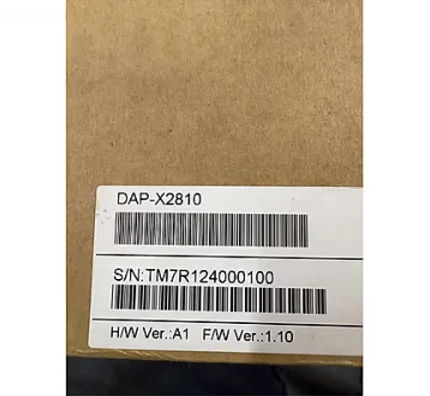 DAP-X2810
S/N:TM7R124000100
H/W Ver.:A1 F/W Ver.:1.10